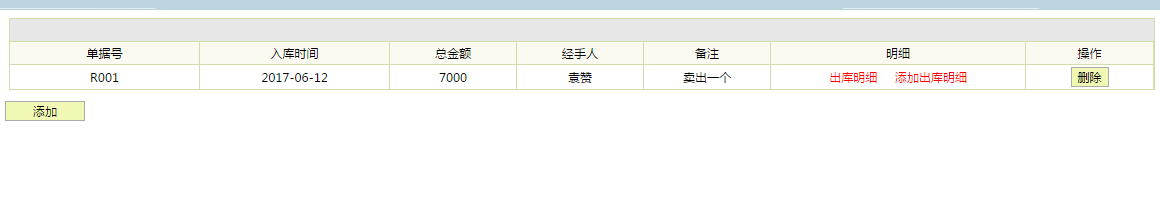 单据号 入库时间 总金额 经手人 备注 明细 操作
R001 2017-06-12 7000 袁赞 卖出一个 出库明细 添加出库明细 删除
添加